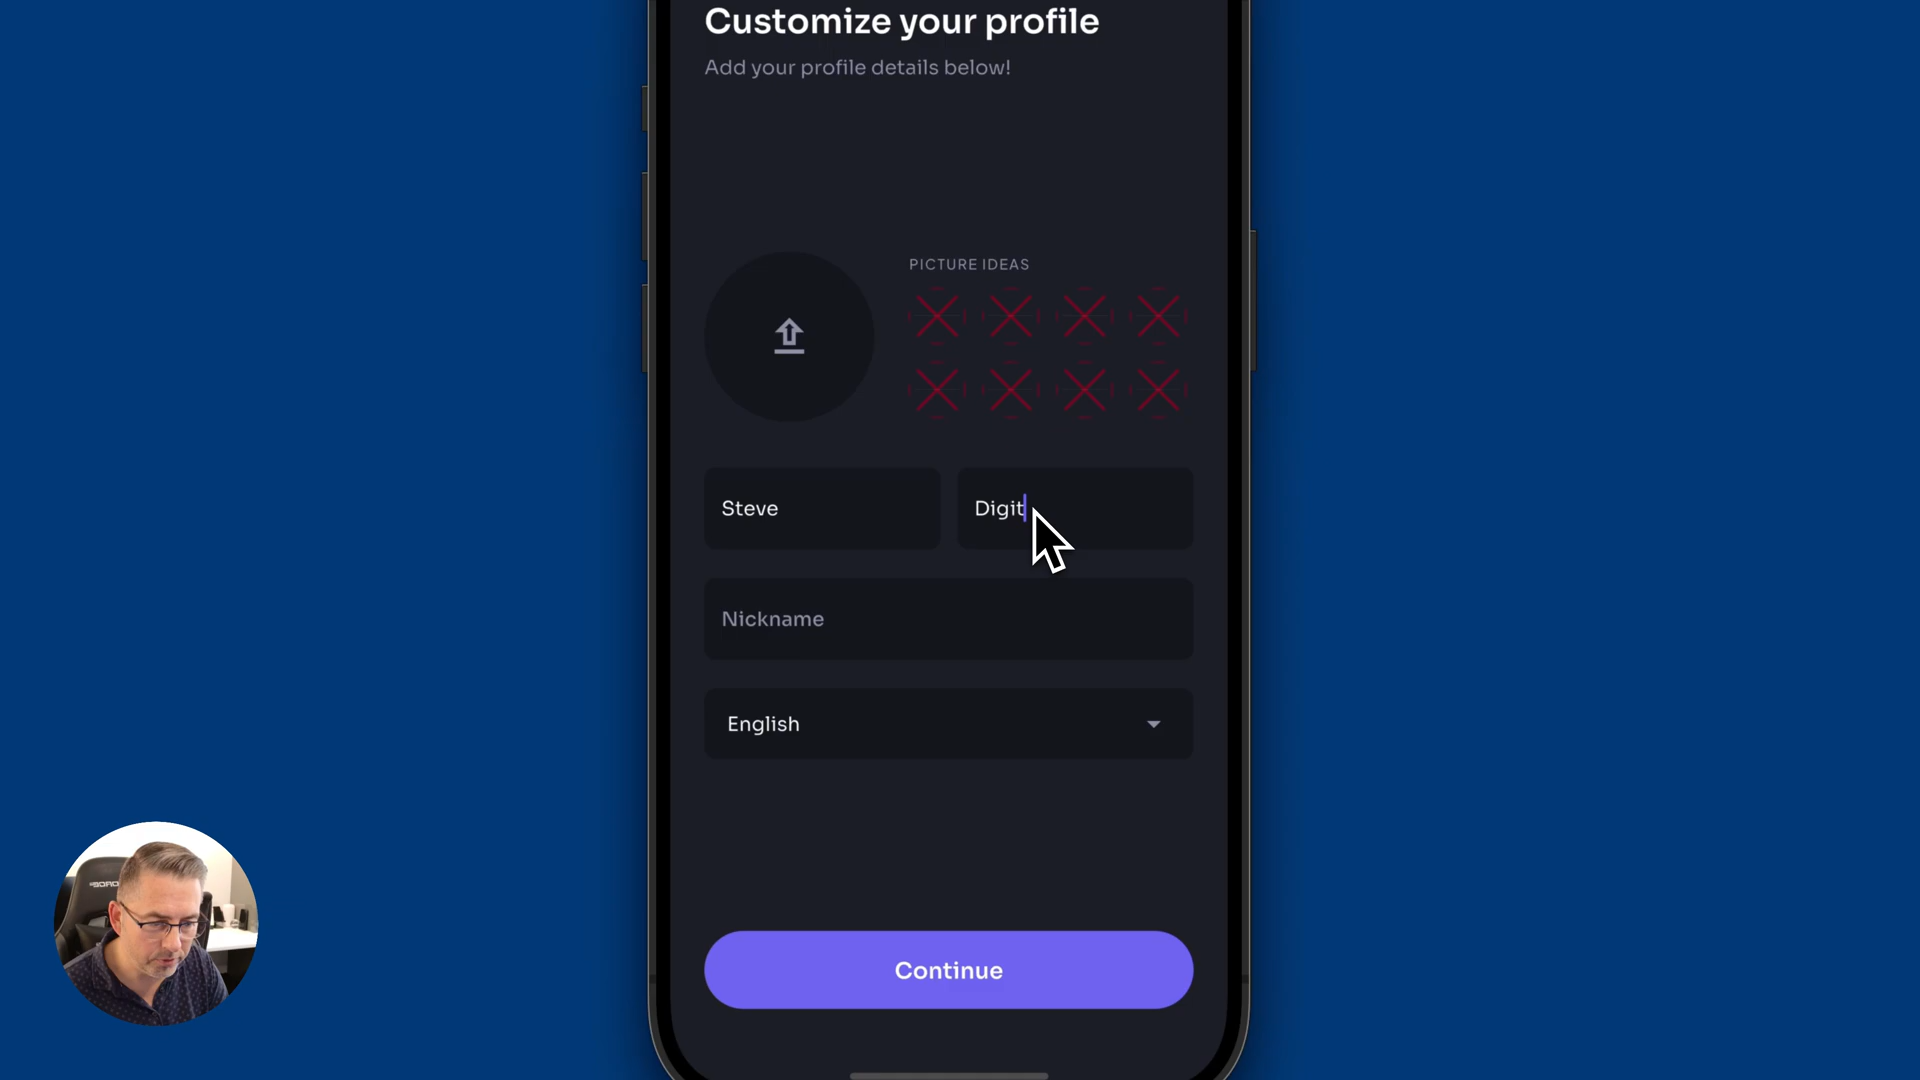 Customize your profile
Add your profile details below!
PICTURE IDEAS
Steve
Digit
Nickname
English
Continue